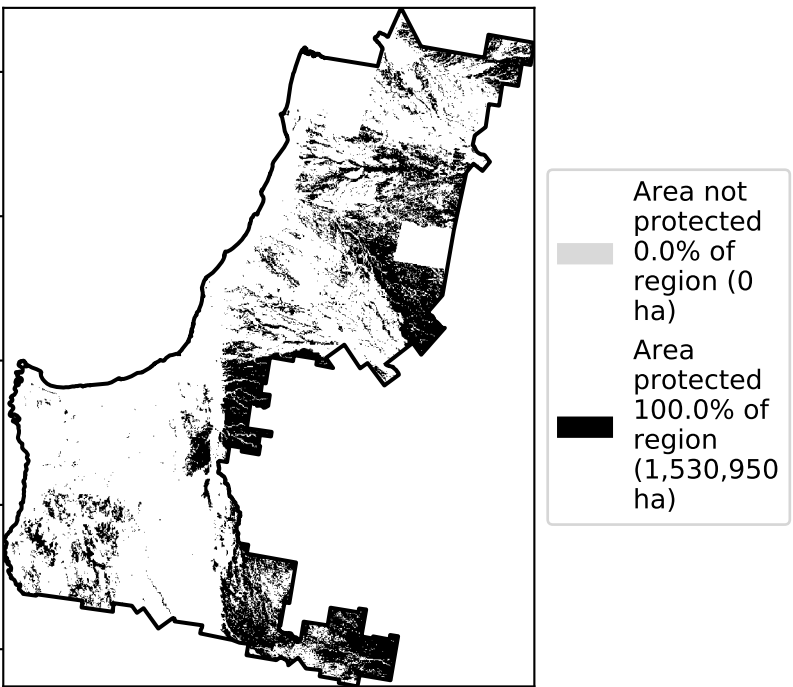 Area not
protected
0.0% of
region (0
ha)
Area
protected
100.0% of
region
(1,530,950
ha)